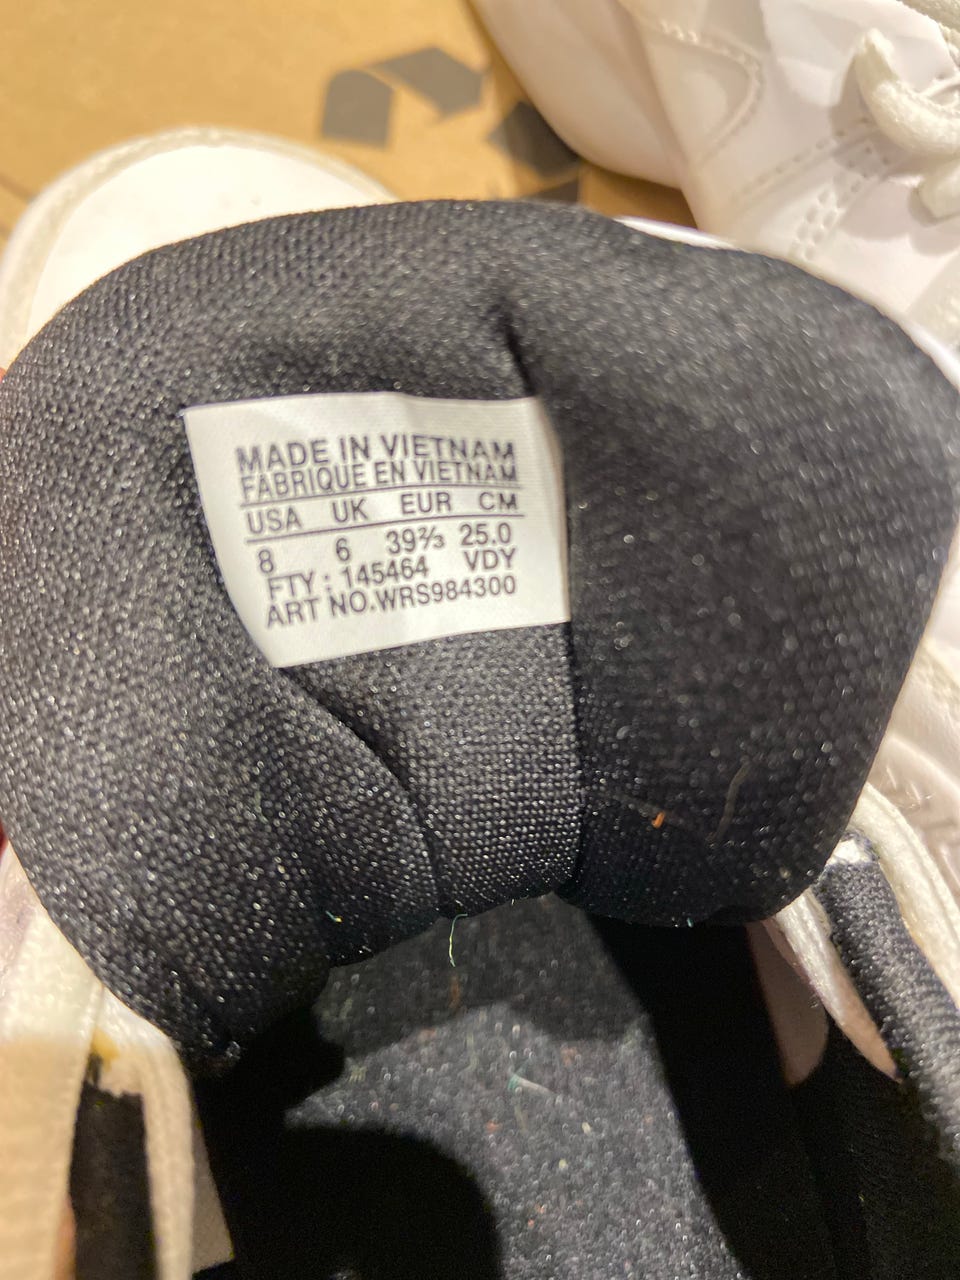 MADE IN VIETNAM
FABRIQUE EN VIETNAM
USA UK EUR CM
8 6 39⅔ 25.0
FTY : 145464 VDY
ART NO.WRS984300